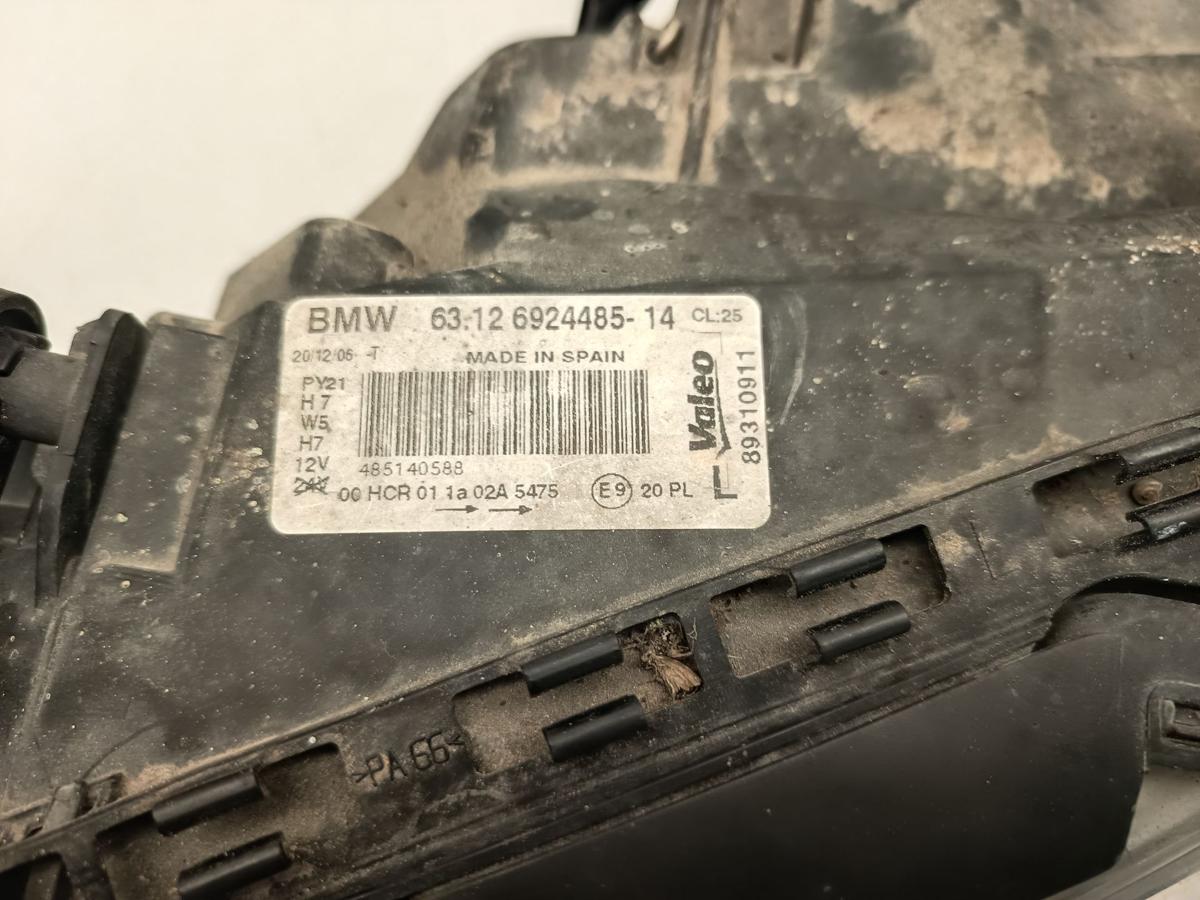 BMW 63.12 6924485-14 CL:25
20/12/06 -T MADE IN SPAIN
PY21
H7
W5
H7
12V 485140588
24V 00 HCR 01 1a 02A 5475 E9 20 PL
Valeo
89310911
L
>PA 66<